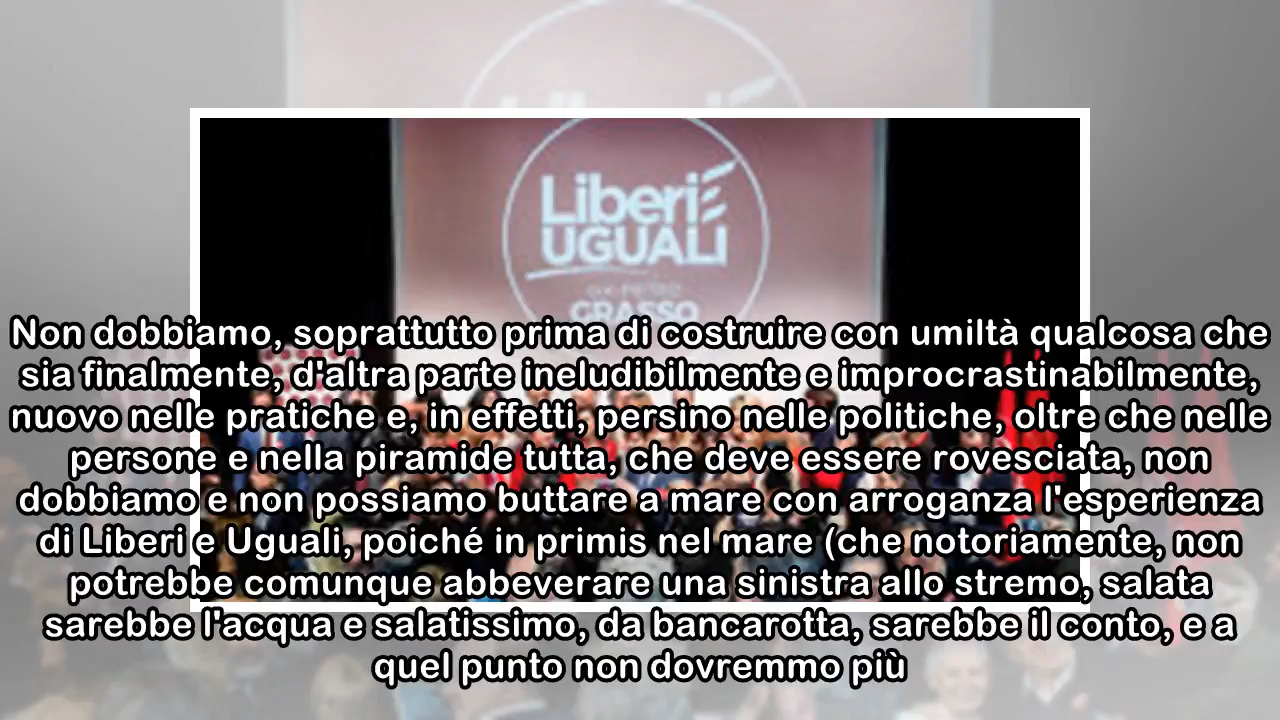 Liberi E
UGUALI
CON PIETRO
GRASSO
Non dobbiamo, soprattutto prima di costruire con umiltà qualcosa che
sia finalmente, d'altra parte ineludibilmente e improcrastinabilmente,
nuovo nelle pratiche e, in effetti, persino nelle politiche, oltre che nelle
persone e nella piramide tutta, che deve essere rovesciata, non
dobbiamo e non possiamo buttare a mare con arroganza l'esperienza
di Liberi e Uguali, poiché in primis nel mare (che notoriamente, non
potrebbe comunque abbeverare una sinistra allo stremo, salata
sarebbe l'acqua e salatissimo, da bancarotta, sarebbe il conto, e a
quel punto non dovremmo più